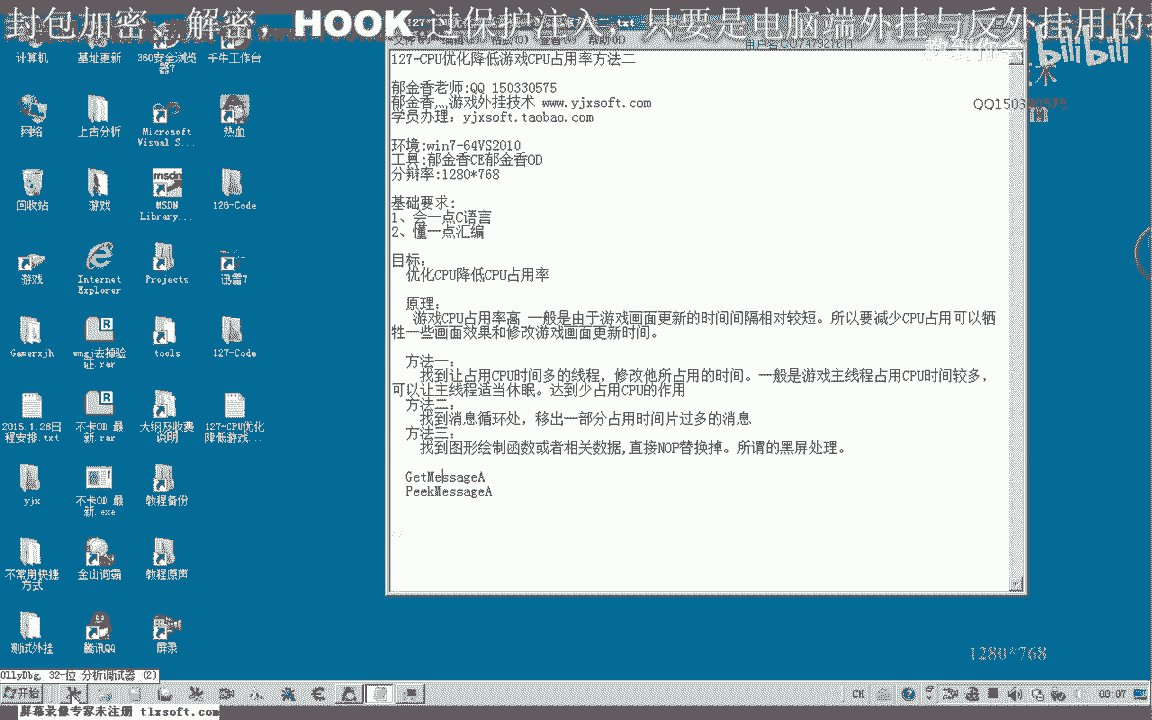 封包加密、解密，HOOK 过保护注入，只要是电脑端外挂与反外挂用的
bilibili
QQ150330575
127-CPU优化降低游戏CPU占用率方法二
郁金香老师:QQ 150330575
郁金香灬游戏外挂技术 www.yjxsoft.com
学员办理: yjxsoft.taobao.com
环境:win7-64VS2010
工具:郁金香CE郁金香OD
分辩率:1280*768
基础要求:
1、会一点C语言
2、懂一点汇编
目标:
优化CPU降低CPU占用率
原理:
游戏CPU占用率高 一般是由于游戏画面更新的时间间隔相对较短。所以要减少CPU占用可以牺
牲一些画面效果和修改游戏画面更新时间。
方法一:
找到让占用CPU时间多的线程, 修改他所占用的时间。一般是游戏主线程占用CPU时间较多,
可以让主线程适当休眠。达到少占用CPU的作用
方法二:
找到消息循环处, 移出一部分占用时间片过多的消息
方法三:
找到图形绘制函数或者相关数据,直接NOP替换掉。所谓的黑屏处理。
GetMessageA
PeekMessageA
//
计算机
基址更新
360安全浏览器7
千牛工作台
网络
上古分析
Microsoft Visual S...
热血
回收站
游戏
MSDN Library...
126-Code
游戏
Internet Explorer
Projects
迅雷7
Gamerxjh
wmgj去掉验证.rar
tools
127-Code
2015.1.26日程安排.txt
不卡OD 最新.rar
大纲及收费说明
127-CPU优化降低游戏...
yjx
不卡OD 最新.exe
教程备份
不常用快捷方式
金山词霸
教程原声
测试外挂
腾讯QQ
屏录
1280*768
OllyDbg, 32-位 分析调试器 (2)
开始
CH
00:07
屏幕录像专家未注册 tlxsoft.com